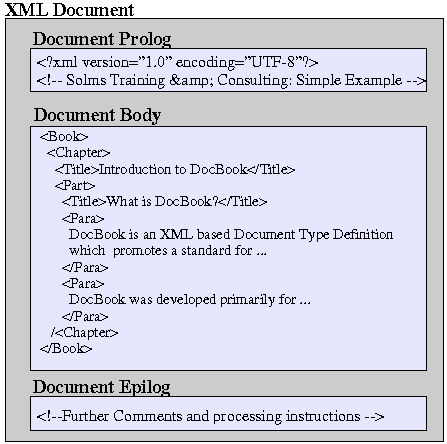 XML Document
Document Prolog
<?xml version="1.0" encoding="UTF-8"?>
<!-- Solms Training &amp; Consulting: Simple Example -->
Document Body
<Book>
<Chapter>
<Title>Introduction to DocBook</Title>
<Part>
<Title>What is DocBook?</Title>
<Para>
DocBook is an XML based Document Type Definition
which promotes a standard for ...
</Para>
<Para>
DocBook was developed primarily for ...
</Para>
/<Chapter>
</Book>
Document Epilog
<!--Further Comments and processing instructions -->